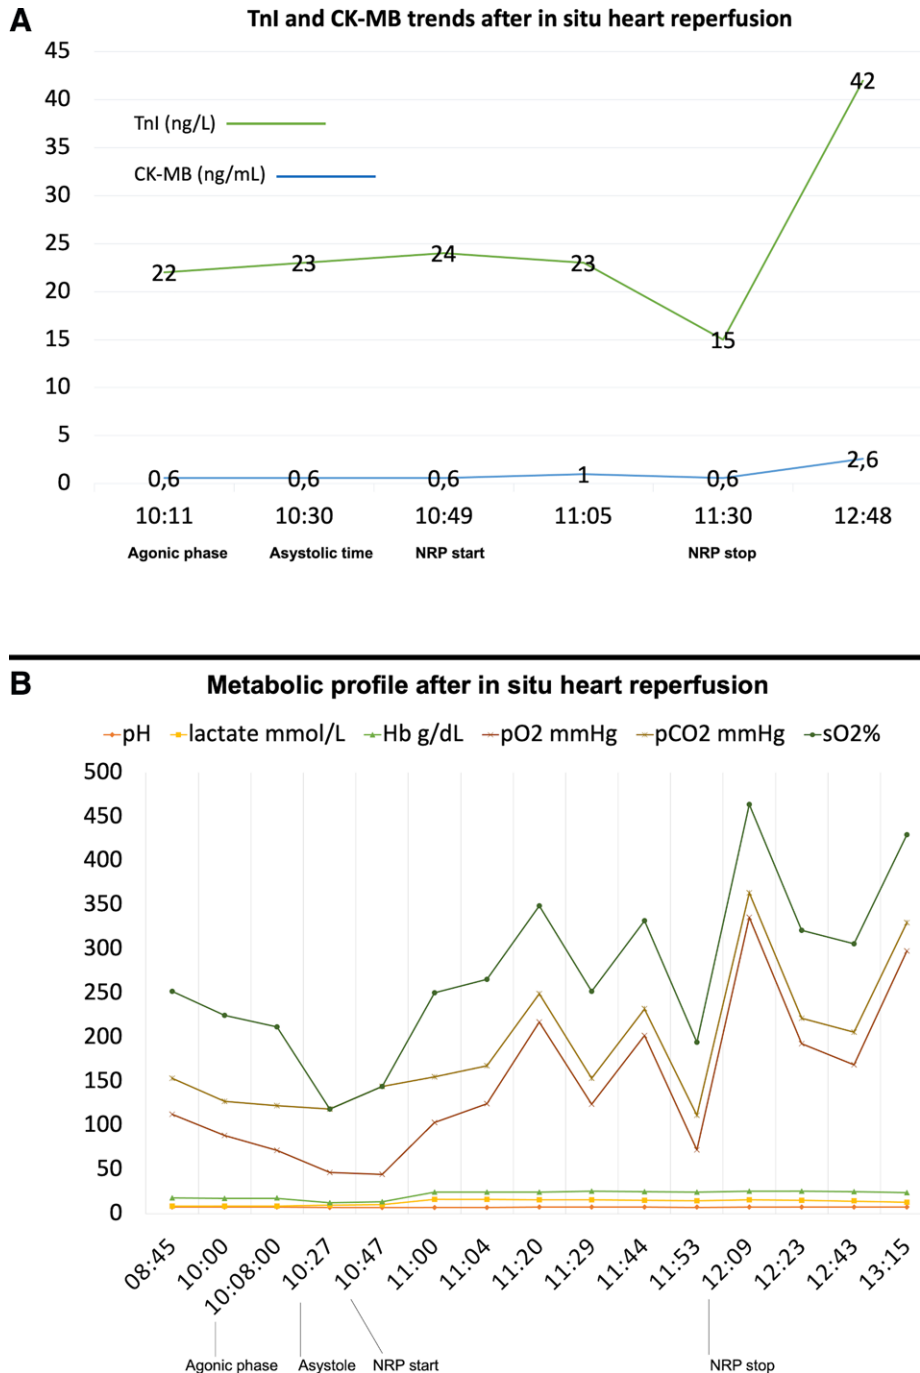 A
TnI and CK-MB trends after in situ heart reperfusion
45
40
35
30
25
20
15
10
5
0
TnI (ng/L)
CK-MB (ng/mL)
22 23 24 23 15 42
0,6 0,6 0,6 1 0,6 2,6
10:11 10:30 10:49 11:05 11:30 12:48
Agonic phase Asystolic time NRP start NRP stop
B
Metabolic profile after in situ heart reperfusion
pH lactate mmol/L Hb g/dL pO2 mmHg pCO2 mmHg sO2%
500
450
400
350
300
250
200
150
100
50
0
08:45 10:00 10:08:00 10:27 10:47 11:00 11:04 11:20 11:29 11:44 11:53 12:09 12:23 12:43 13:15
Agonic phase Asystole NRP start NRP stop